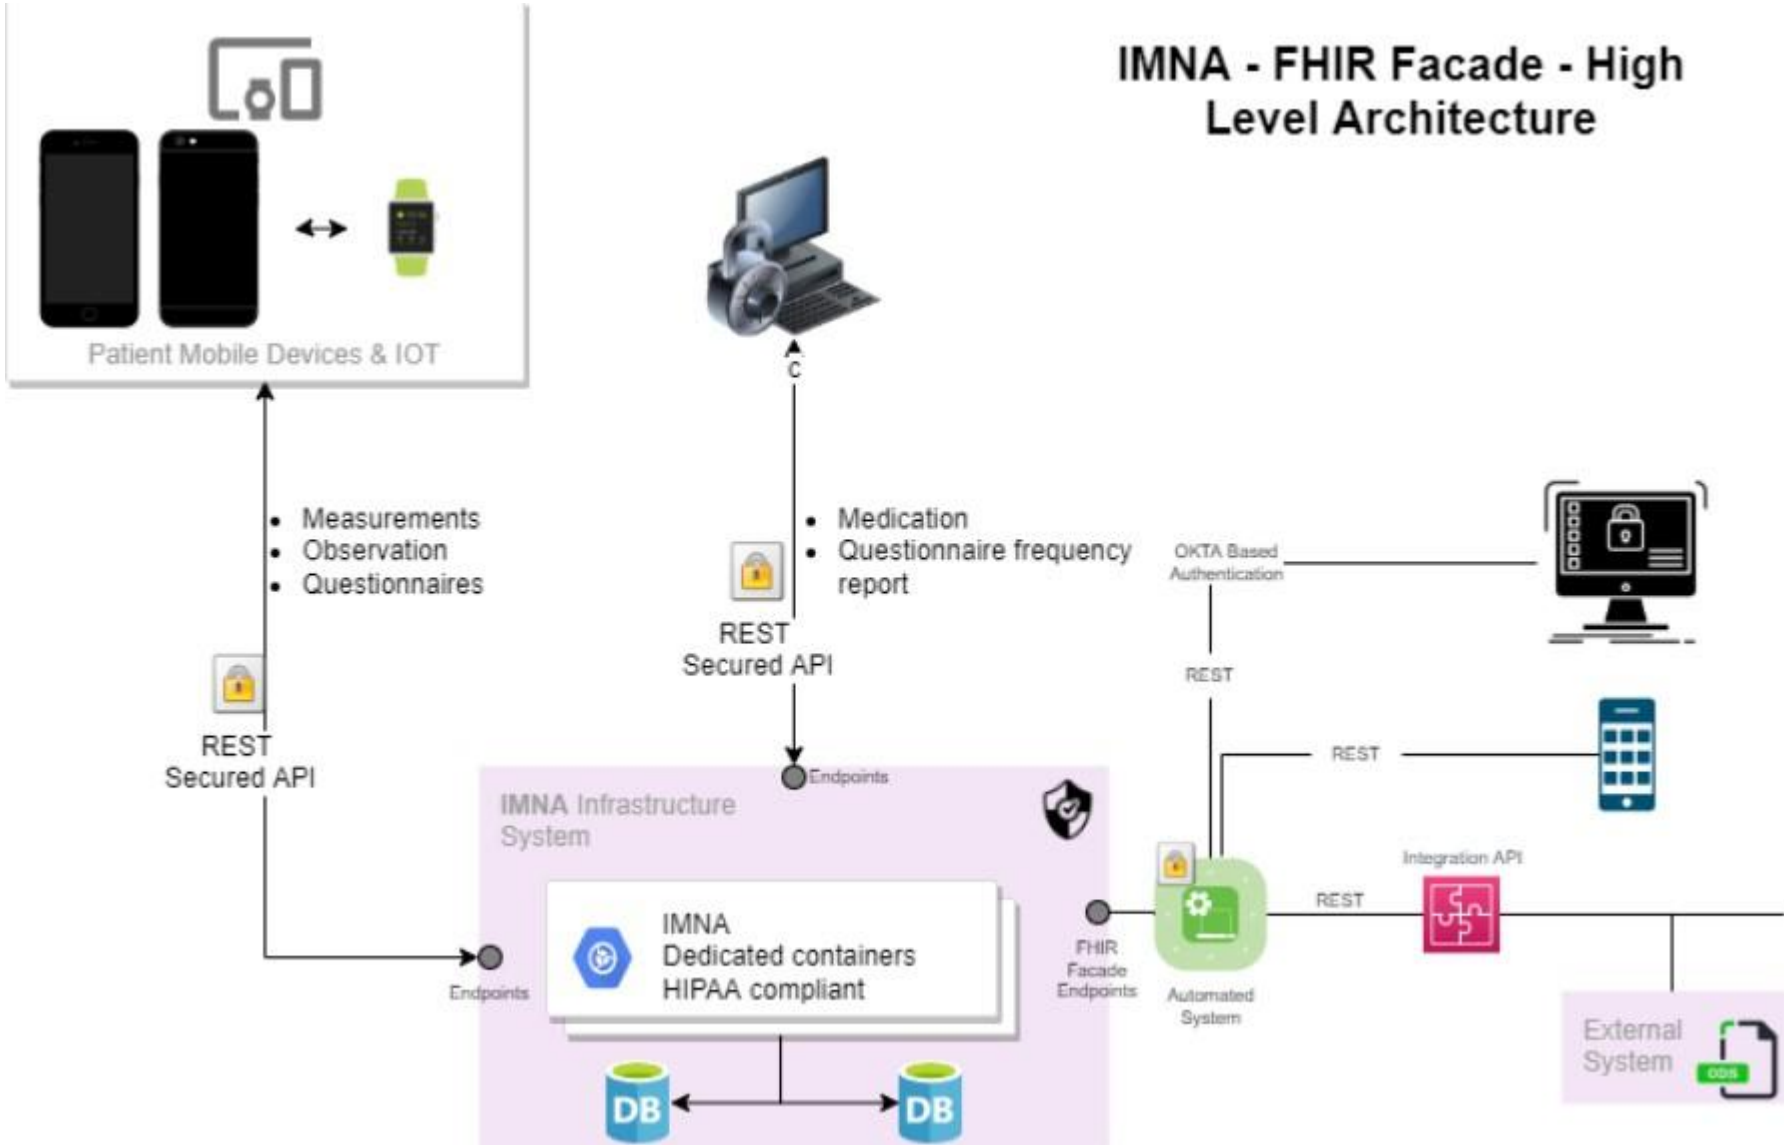 IMNA - FHIR Facade - High
Level Architecture
Patient Mobile Devices & IOT
C
Measurements
Observation
Questionnaires
REST
Secured API
Medication
Questionnaire frequency
report
REST
Secured API
OKTA Based
Authentication
REST
REST
Endpoints
IMNA Infrastructure
System
IMNA
Dedicated containers
HIPAA compliant
Endpoints
DB
DB
FHIR
Facade
Endpoints
Automated
System
REST
Integration API
External
System
ODS